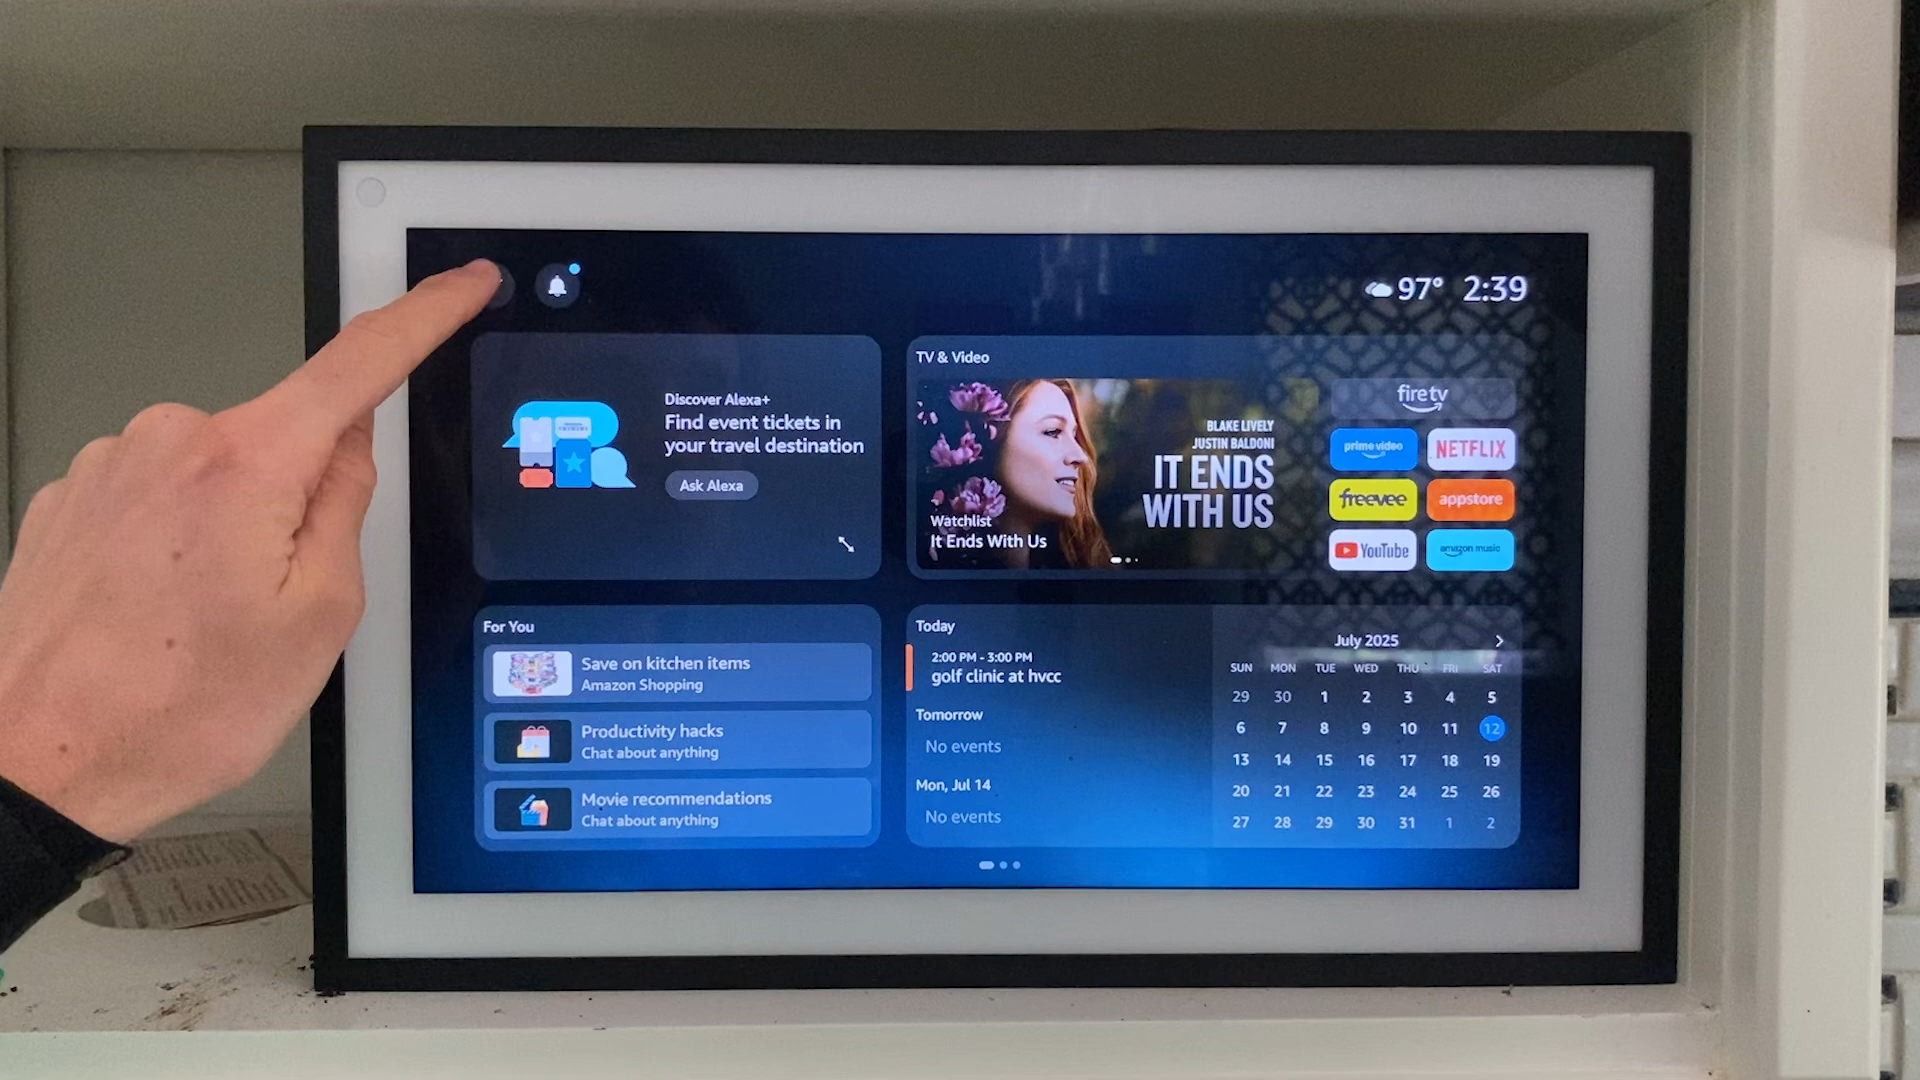 97° 2:39
Discover Alexa+
Find event tickets in
your travel destination
Ask Alexa
TV & Video
BLAKE LIVELY
JUSTIN BALDONI
IT ENDS
WITH US
Watchlist
It Ends With Us
firetv
prime video
NETFLIX
freevee
appstore
YouTube
amazon music
For You
Save on kitchen items
Amazon Shopping
Productivity hacks
Chat about anything
Movie recommendations
Chat about anything
Today
2:00 PM - 3:00 PM
golf clinic at hvcc
Tomorrow
No events
Mon, Jul 14
No events
July 2025
SUN MON TUE WED THU FRI SAT
29 30 1 2 3 4 5
6 7 8 9 10 11 12
13 14 15 16 17 18 19
20 21 22 23 24 25 26
27 28 29 30 31 1 2